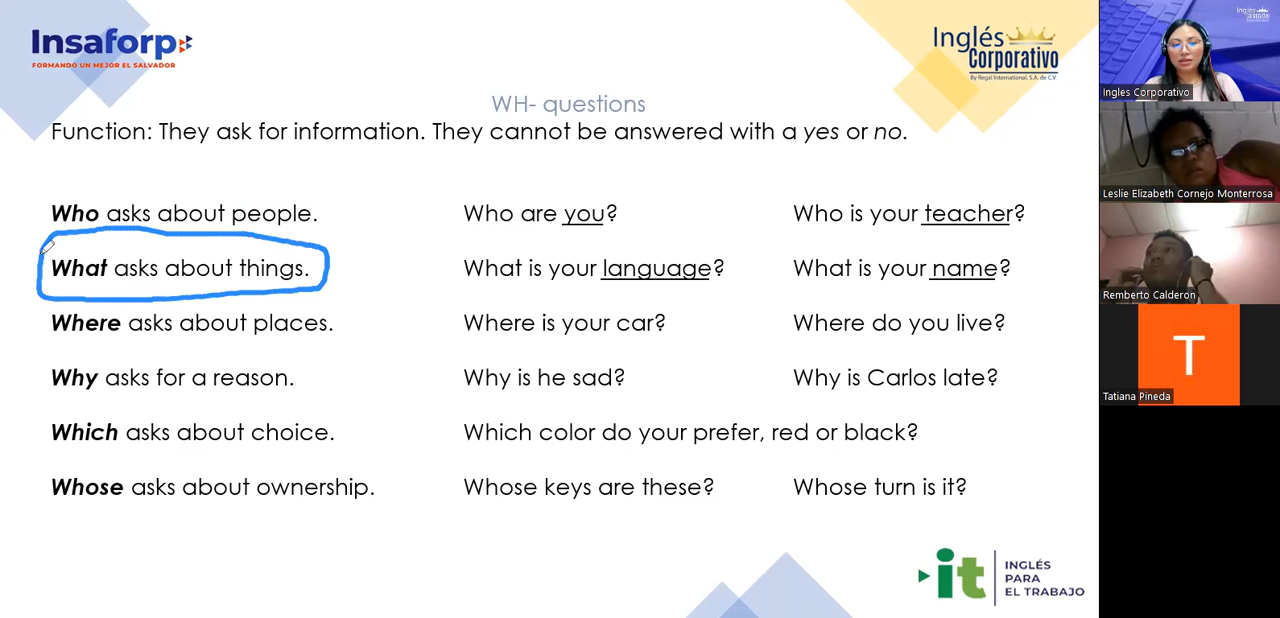 Insaforp
FORMANDO UN MEJOR EL SALVADOR
Inglés
Corporativo
By Regal International, S.A. de C.V.
WH- questions
Function: They ask for information. They cannot be answered with a yes or no.
Who asks about people. Who are you? Who is your teacher?
What asks about things. What is your language? What is your name?
Where asks about places. Where is your car? Where do you live?
Why asks for a reason. Why is he sad? Why is Carlos late?
Which asks about choice. Which color do your prefer, red or black?
Whose asks about ownership. Whose keys are these? Whose turn is it?
it
INGLÉS
PARA
EL TRABAJO
Ingles Corporativo
Leslie Elizabeth Cornejo Monterrosa
Remberto Calderon
T
Tatiana Pineda